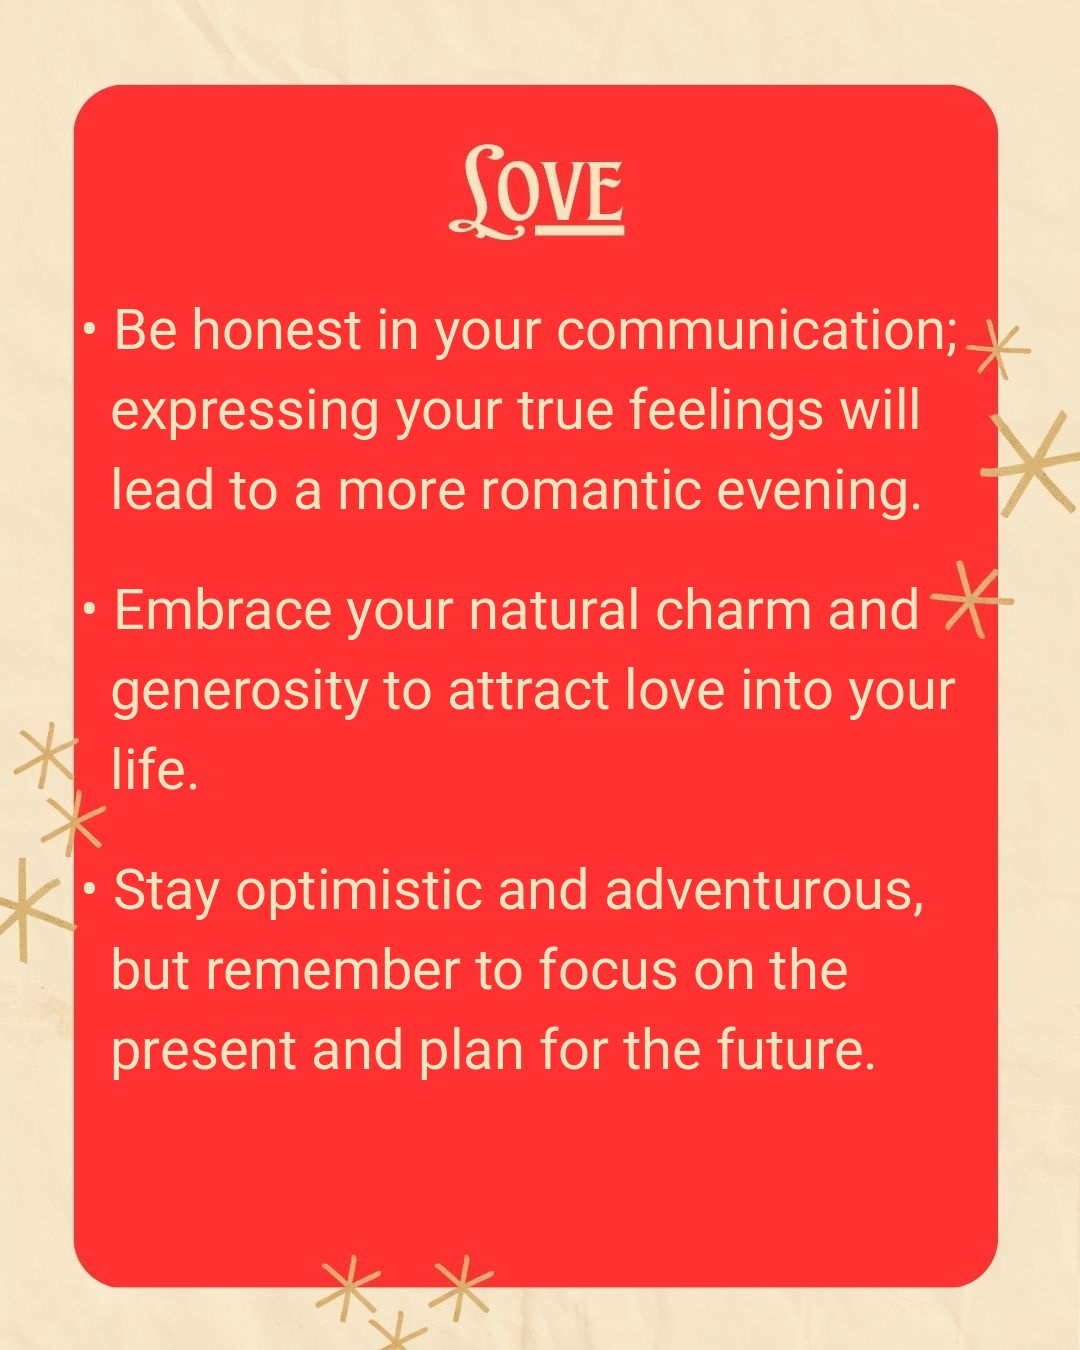 Love
• Be honest in your communication;
expressing your true feelings will
lead to a more romantic evening.
• Embrace your natural charm and
generosity to attract love into your
life.
• Stay optimistic and adventurous,
but remember to focus on the
present and plan for the future.